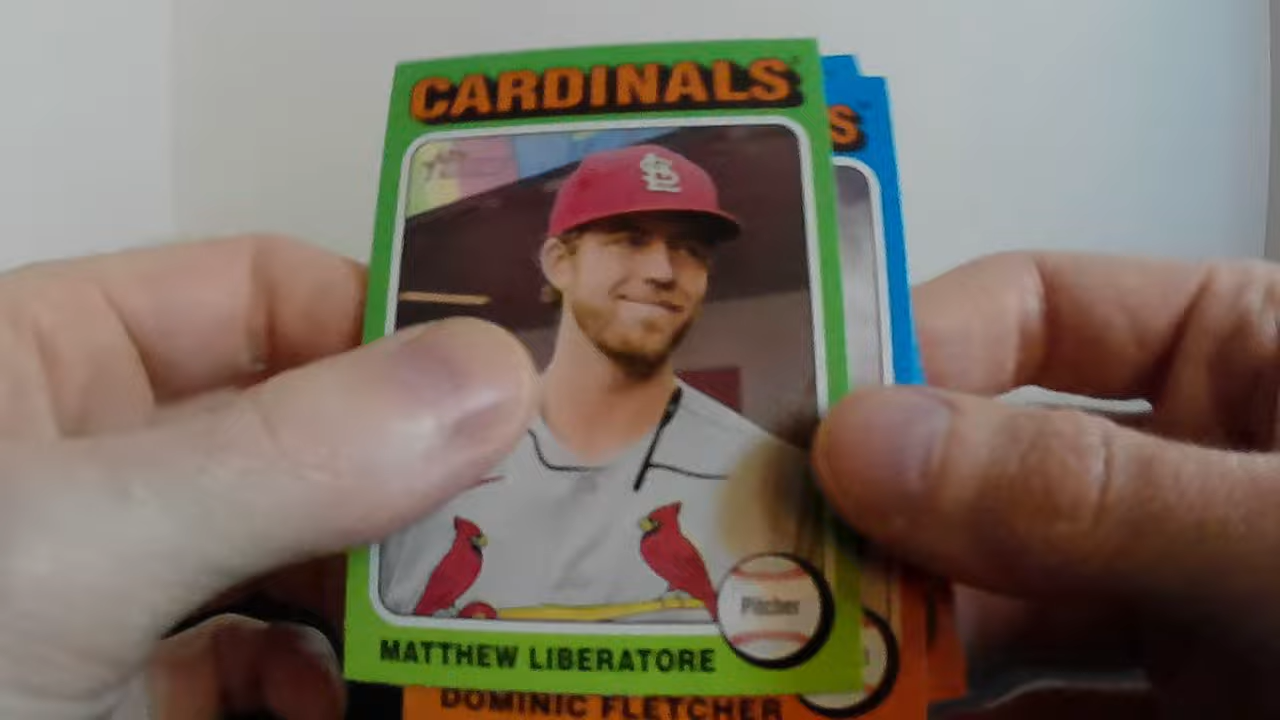 CARDINALS
S
Pitcher
MATTHEW LIBERATORE
DOMINIC FLETCHER